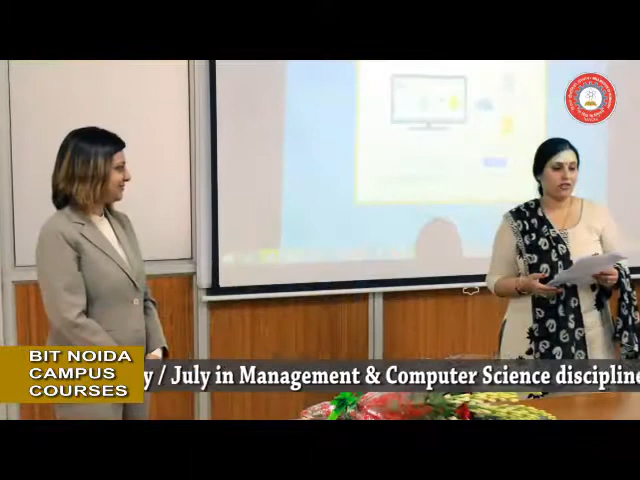 BIT NOIDA
CAMPUS
COURSES
y / July in Management & Computer Science discipline